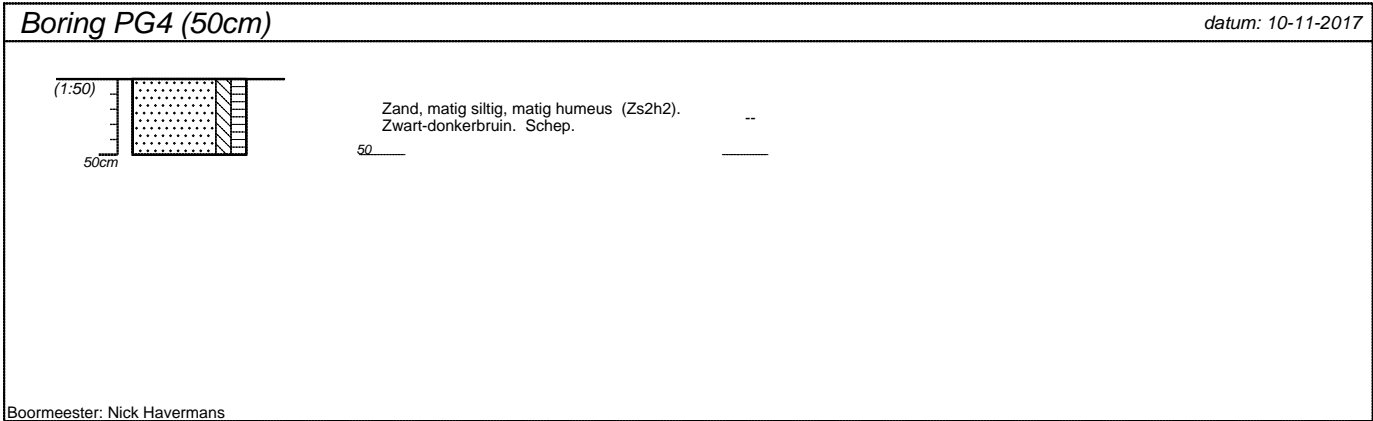 Boring PG4 (50cm)
datum: 10-11-2017
(1:50)
50cm
Zand, matig siltig, matig humeus (Zs2h2).
Zwart-donkerbruin. Schep.
--
50
Boormeester: Nick Havermans